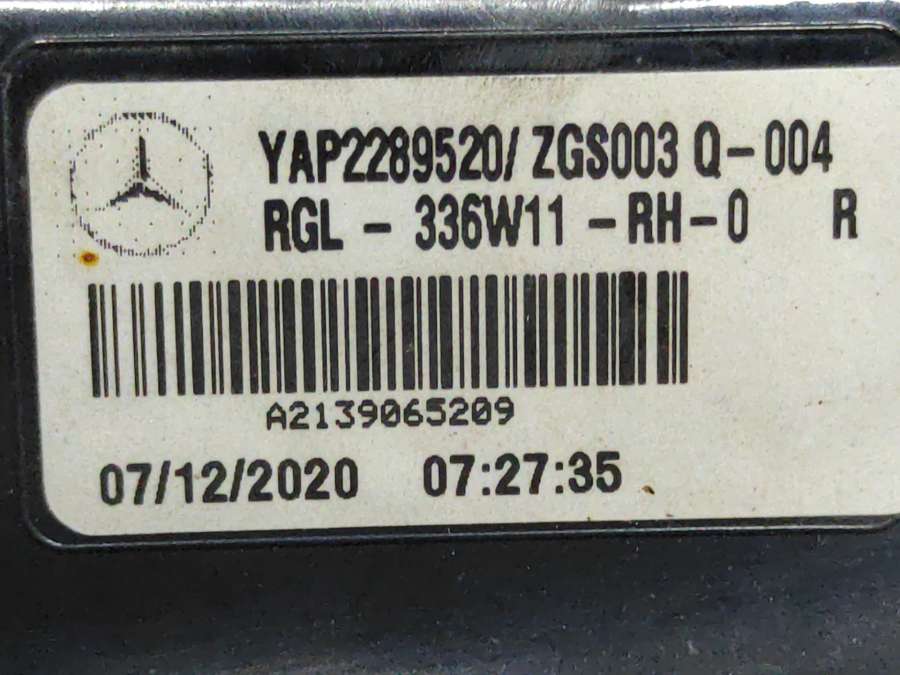 YAP2289520/ ZGS003 Q-004
RGL - 336W11 -RH-0 R
A2139065209
07/12/2020 07:27:35